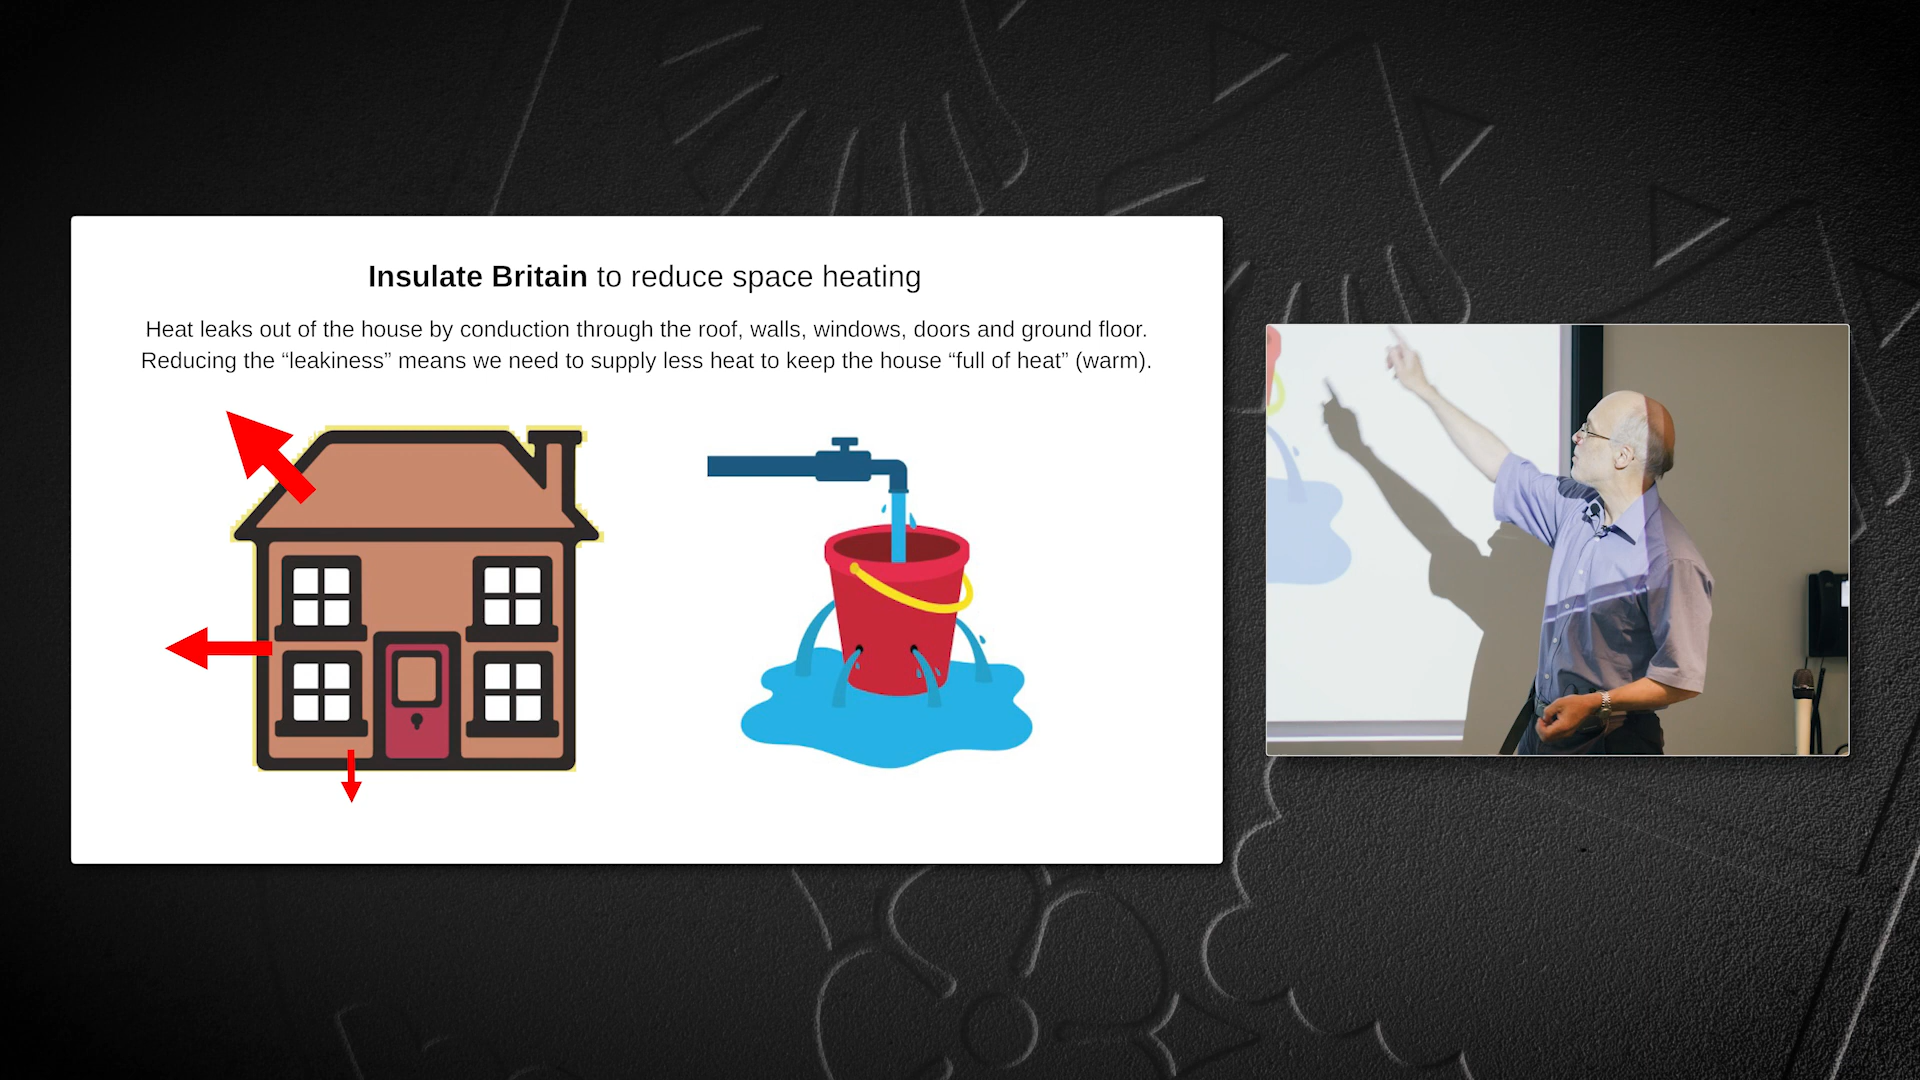 Insulate Britain to reduce space heating
Heat leaks out of the house by conduction through the roof, walls, windows, doors and ground floor.
Reducing the “leakiness” means we need to supply less heat to keep the house “full of heat” (warm).